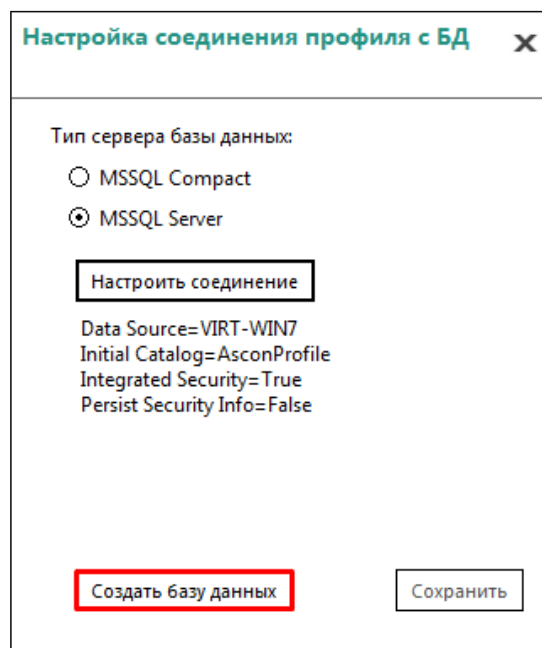 Настройка соединения профиля с БД
Тип сервера базы данных:
MSSQL Compact
MSSQL Server
Настроить соединение
Data Source=VIRT-WIN7
Initial Catalog=AsconProfile
Integrated Security=True
Persist Security Info=False
Создать базу данных
Сохранить